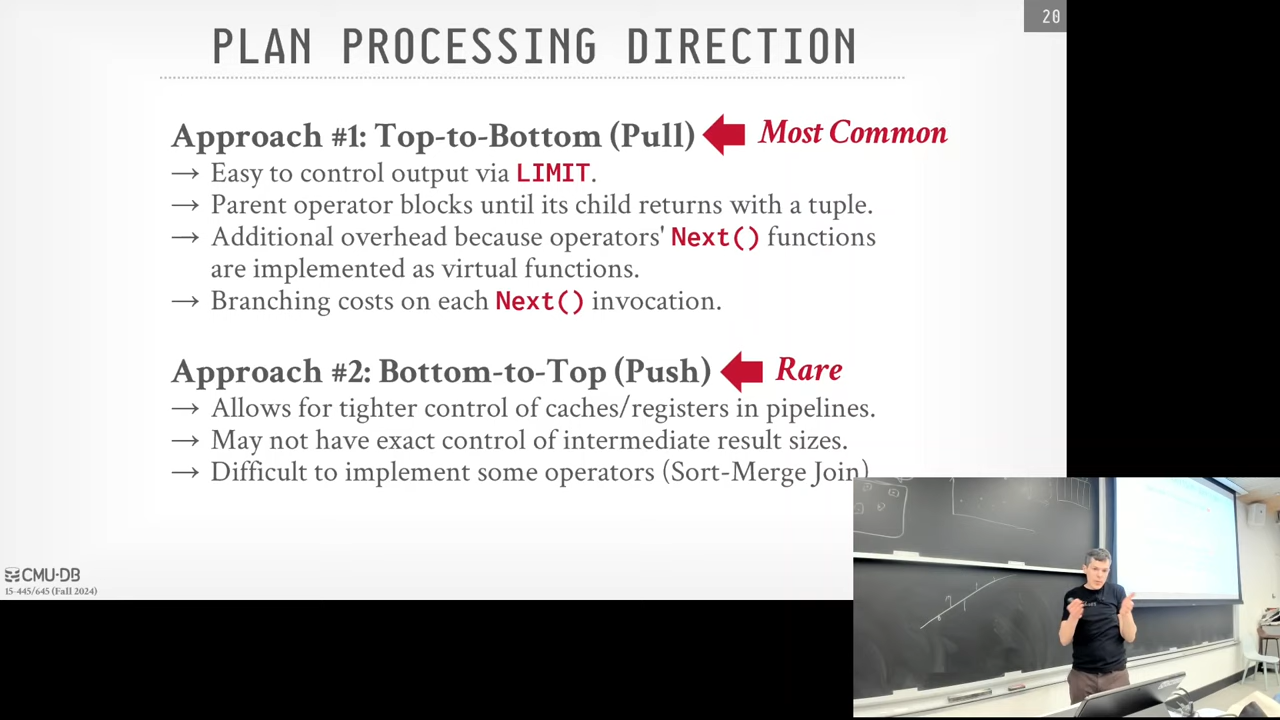 20
PLAN PROCESSING DIRECTION
Approach #1: Top-to-Bottom (Pull) Most Common
→ Easy to control output via LIMIT.
→ Parent operator blocks until its child returns with a tuple.
→ Additional overhead because operators' Next() functions
are implemented as virtual functions.
→ Branching costs on each Next() invocation.
Approach #2: Bottom-to-Top (Push) Rare
→ Allows for tighter control of caches/registers in pipelines.
→ May not have exact control of intermediate result sizes.
→ Difficult to implement some operators (Sort-Merge Join)
CMU·DB
15-445/645 (Fall 2024)